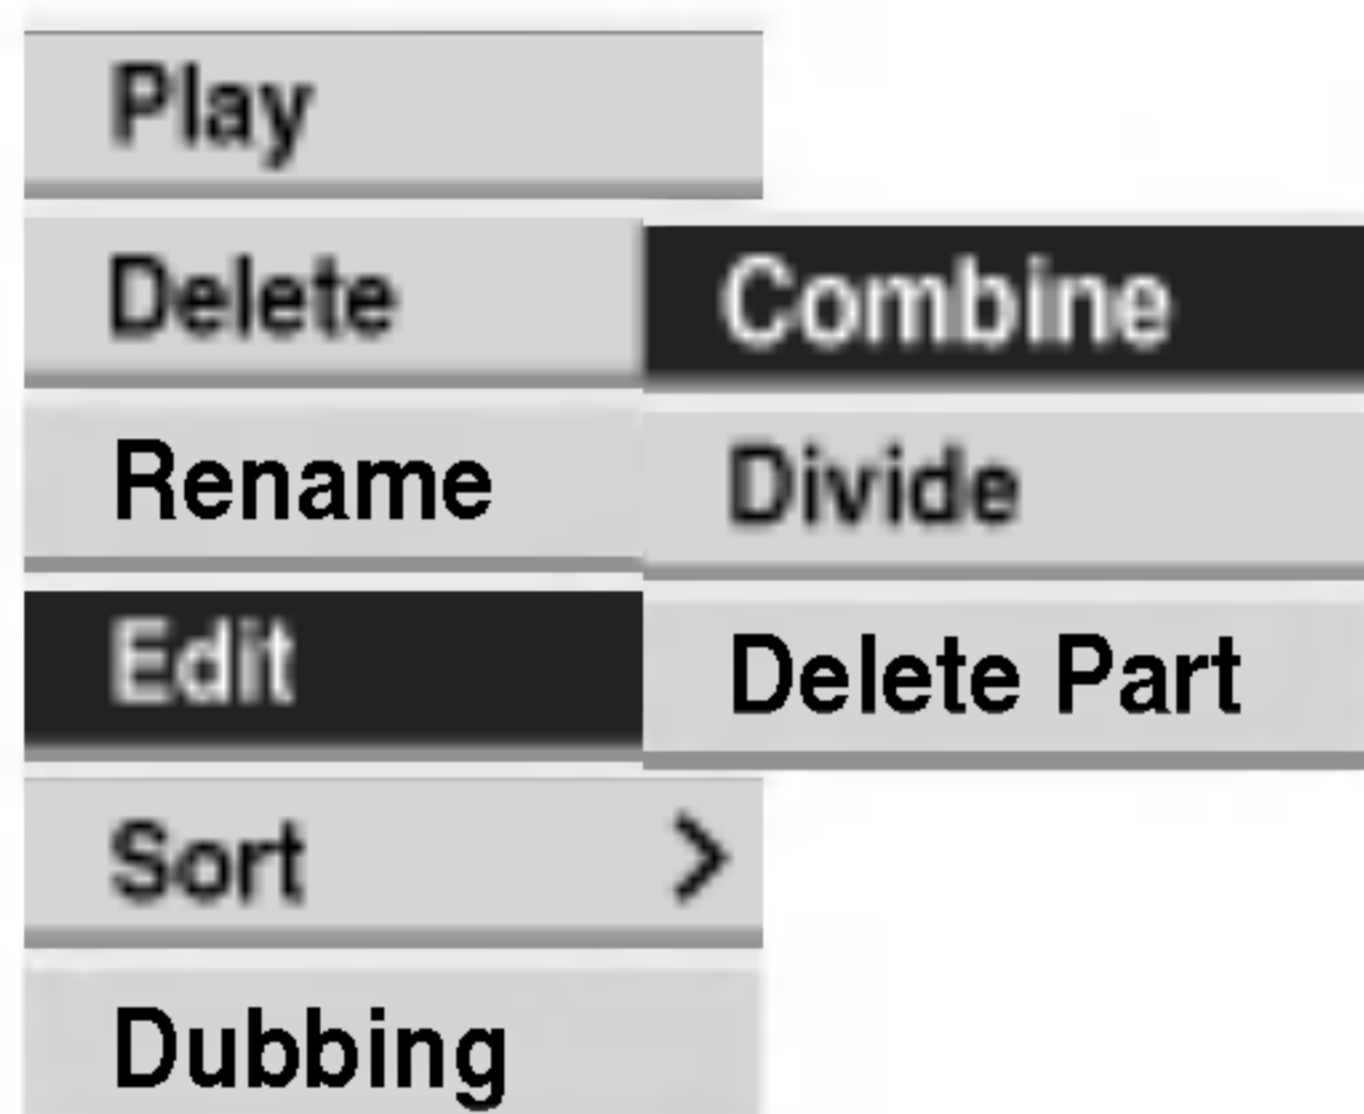 Play
Delete
Rename
Edit
Sort >
Dubbing
Combine
Divide
Delete Part